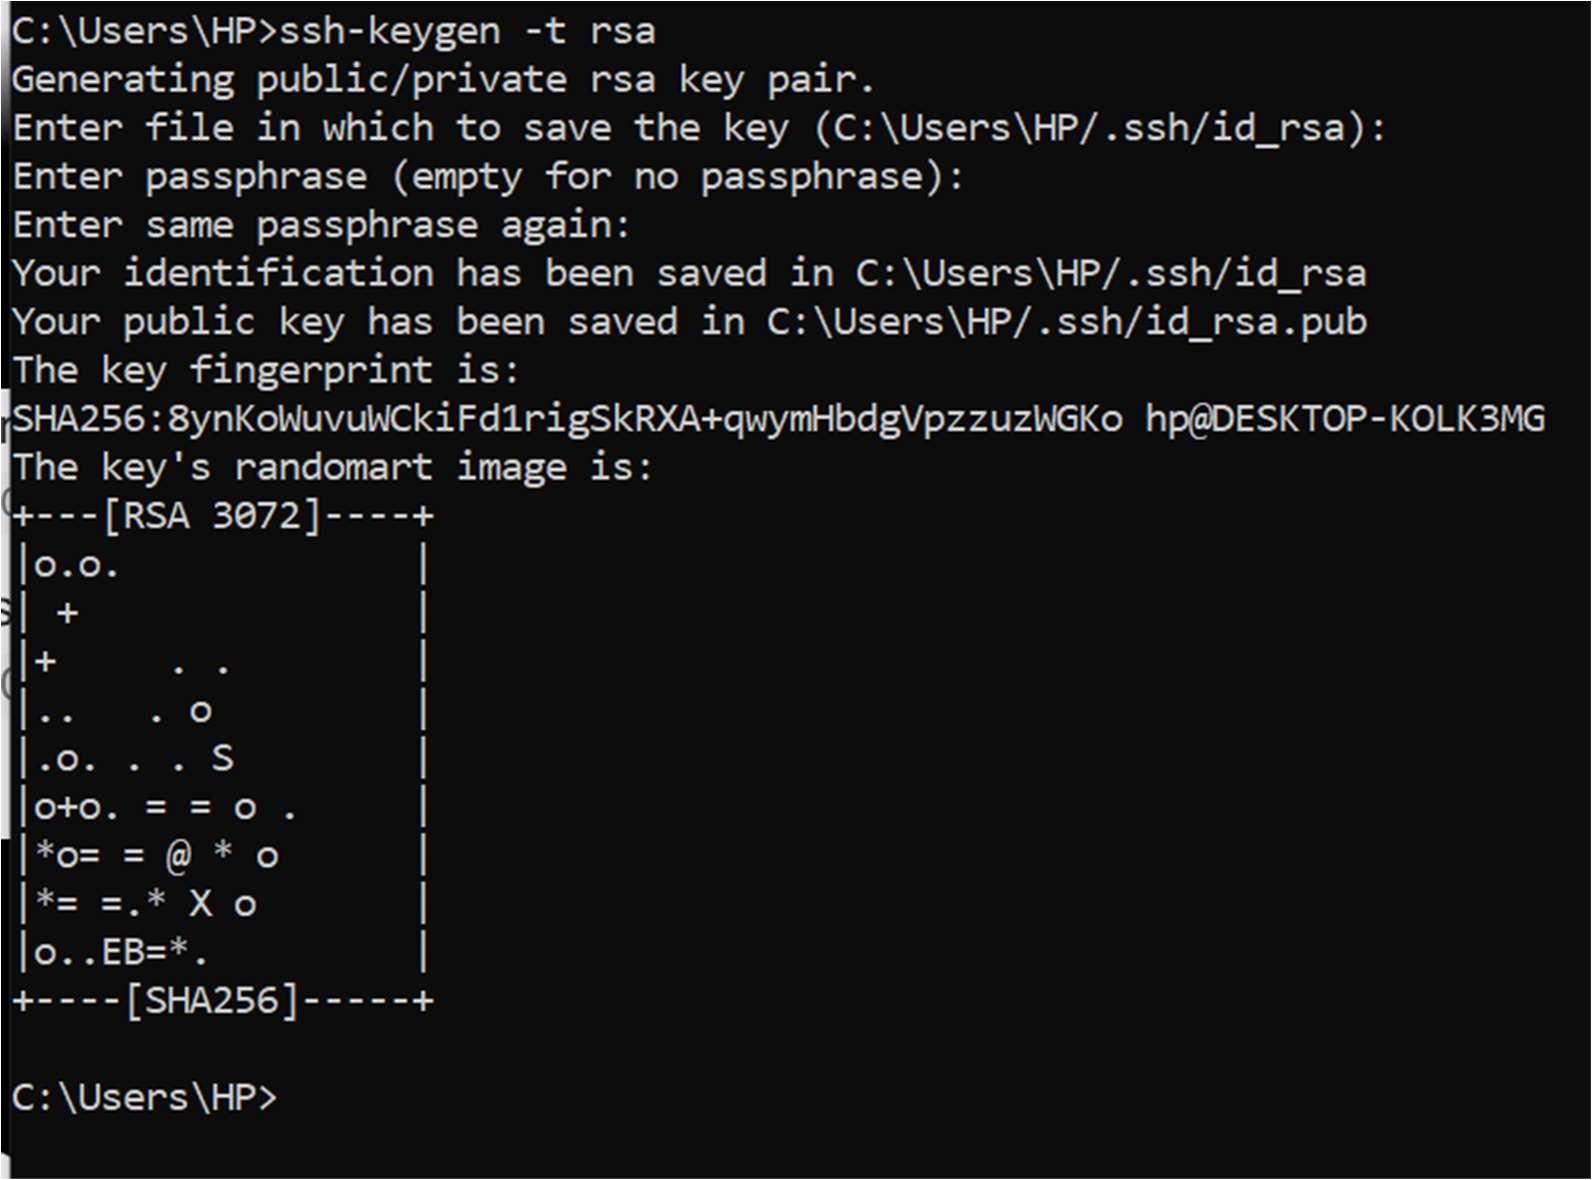 C:\Users\HP>ssh-keygen -t rsa
Generating public/private rsa key pair.
Enter file in which to save the key (C:\Users\HP/.ssh/id_rsa):
Enter passphrase (empty for no passphrase):
Enter same passphrase again:
Your identification has been saved in C:\Users\HP/.ssh/id_rsa
Your public key has been saved in C:\Users\HP/.ssh/id_rsa.pub
The key fingerprint is:
SHA256:8ynKoWuvuWCkiFd1rigSkRXA+qwymHbdgVpzzuzWGKo hp@DESKTOP-KOLK3MG
The key's randomart image is:
+---[RSA 3072]----+
|o.o.             |
| +               |
|+     . .        |
|..   . o         |
|.o. . . S        |
|o+o. = = o .     |
|*o= = @ * o      |
|*= =.* X o       |
|o..EB=*.         |
+----[SHA256]-----+
C:\Users\HP>